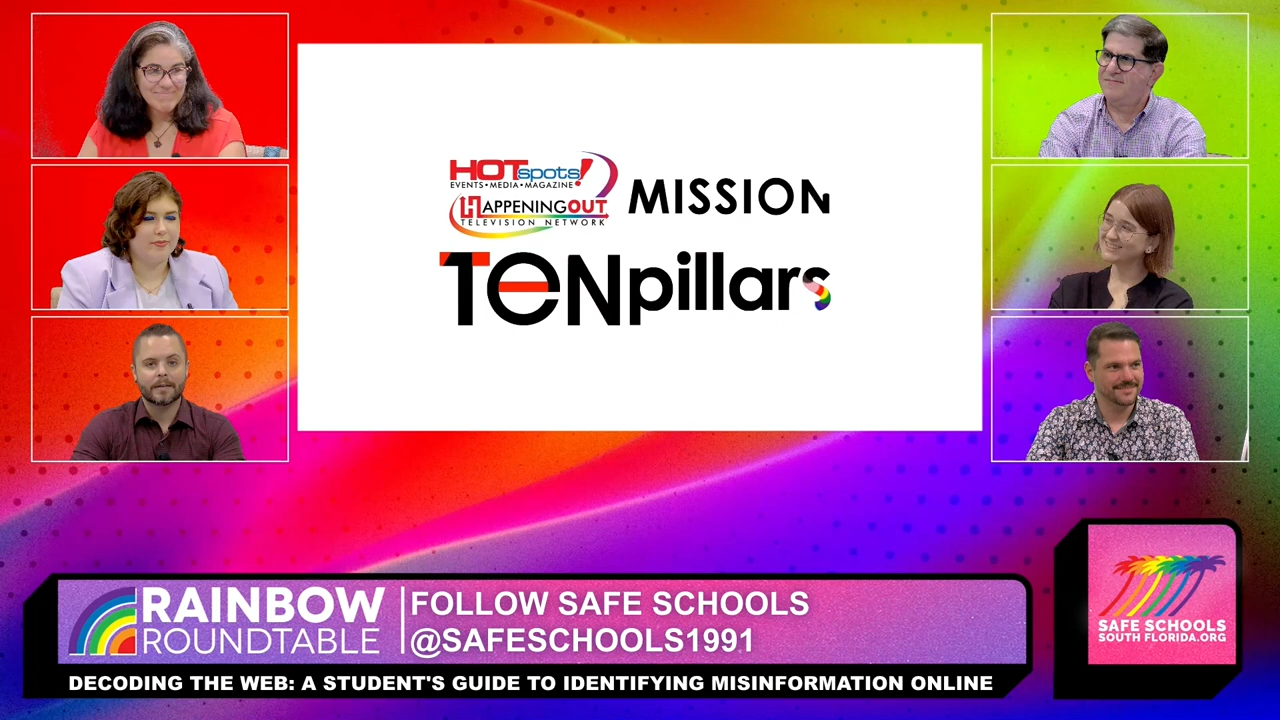 HOTspots!
EVENTS•MEDIA•MAGAZINE
HAPPENINGOUT
TELEVISION NETWORK
MISSION
TENpillars
RAINBOW
ROUNDTABLE
FOLLOW SAFE SCHOOLS
@SAFESCHOOLS1991
DECODING THE WEB: A STUDENT'S GUIDE TO IDENTIFYING MISINFORMATION ONLINE
SAFE SCHOOLS
SOUTH FLORIDA.ORG